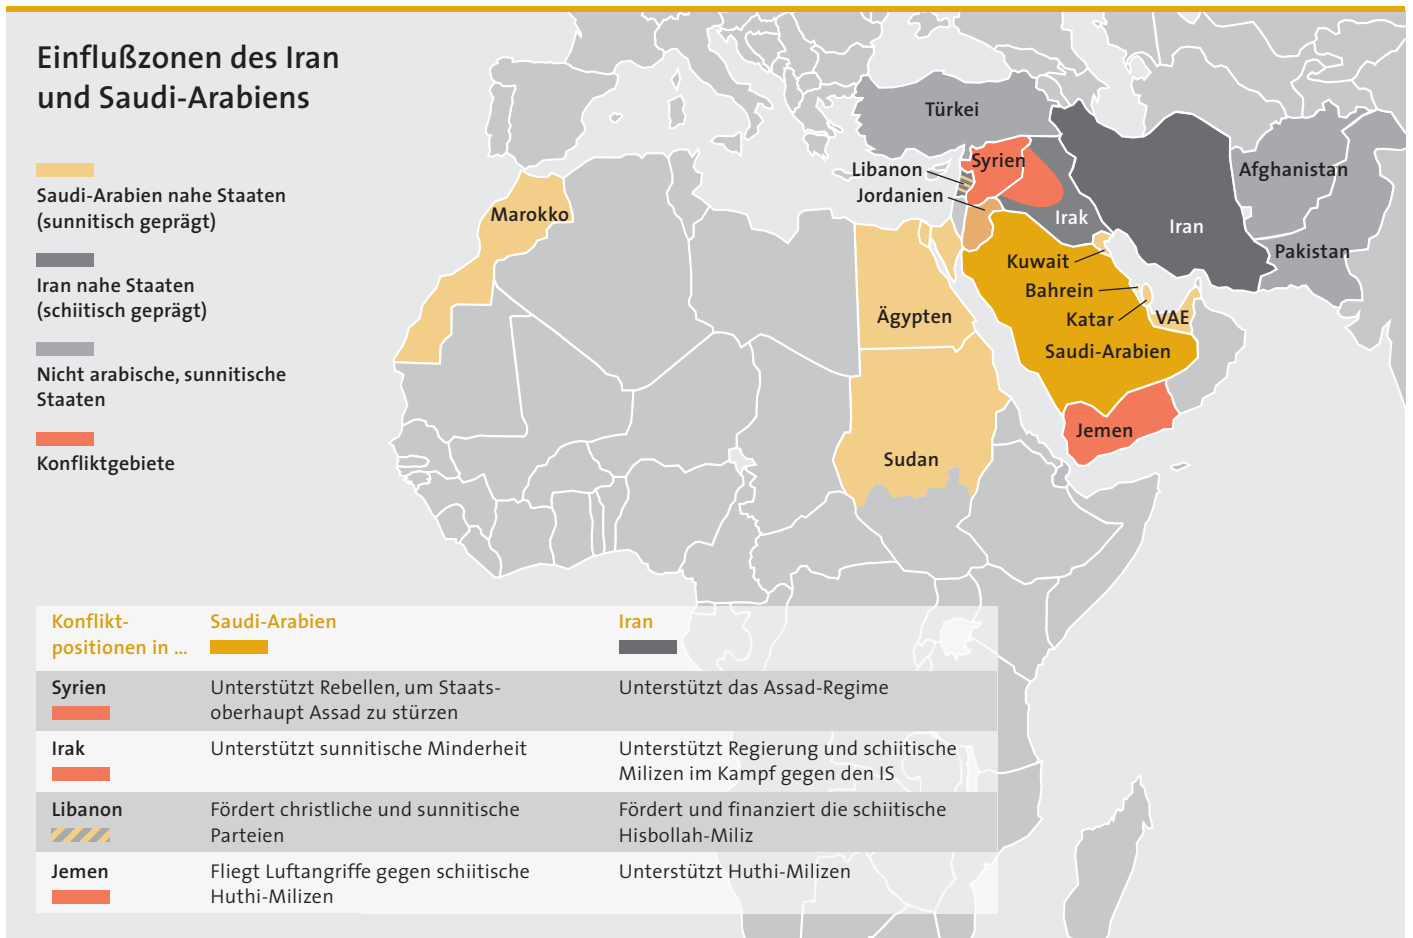 Einflußzonen des Iran
und Saudi-Arabiens
Saudi-Arabien nahe Staaten
(sunnitisch geprägt)
Iran nahe Staaten
(schiitisch geprägt)
Nicht arabische, sunnitische
Staaten
Konfliktgebiete
Türkei
Libanon
Syrien
Jordanien
Afghanistan
Marokko
Irak
Iran
Pakistan
Kuwait
Bahrein
Katar
VAE
Ägypten
Saudi-Arabien
Jemen
Sudan
Konflikt-
positionen in ...
Saudi-Arabien
Iran
Syrien
Unterstützt Rebellen, um Staats-
oberhaupt Assad zu stürzen
Unterstützt das Assad-Regime
Irak
Unterstützt sunnitische Minderheit
Unterstützt Regierung und schiitische
Milizen im Kampf gegen den IS
Libanon
Fördert christliche und sunnitische
Parteien
Fördert und finanziert die schiitische
Hisbollah-Miliz
Jemen
Fliegt Luftangriffe gegen schiitische
Huthi-Milizen
Unterstützt Huthi-Milizen